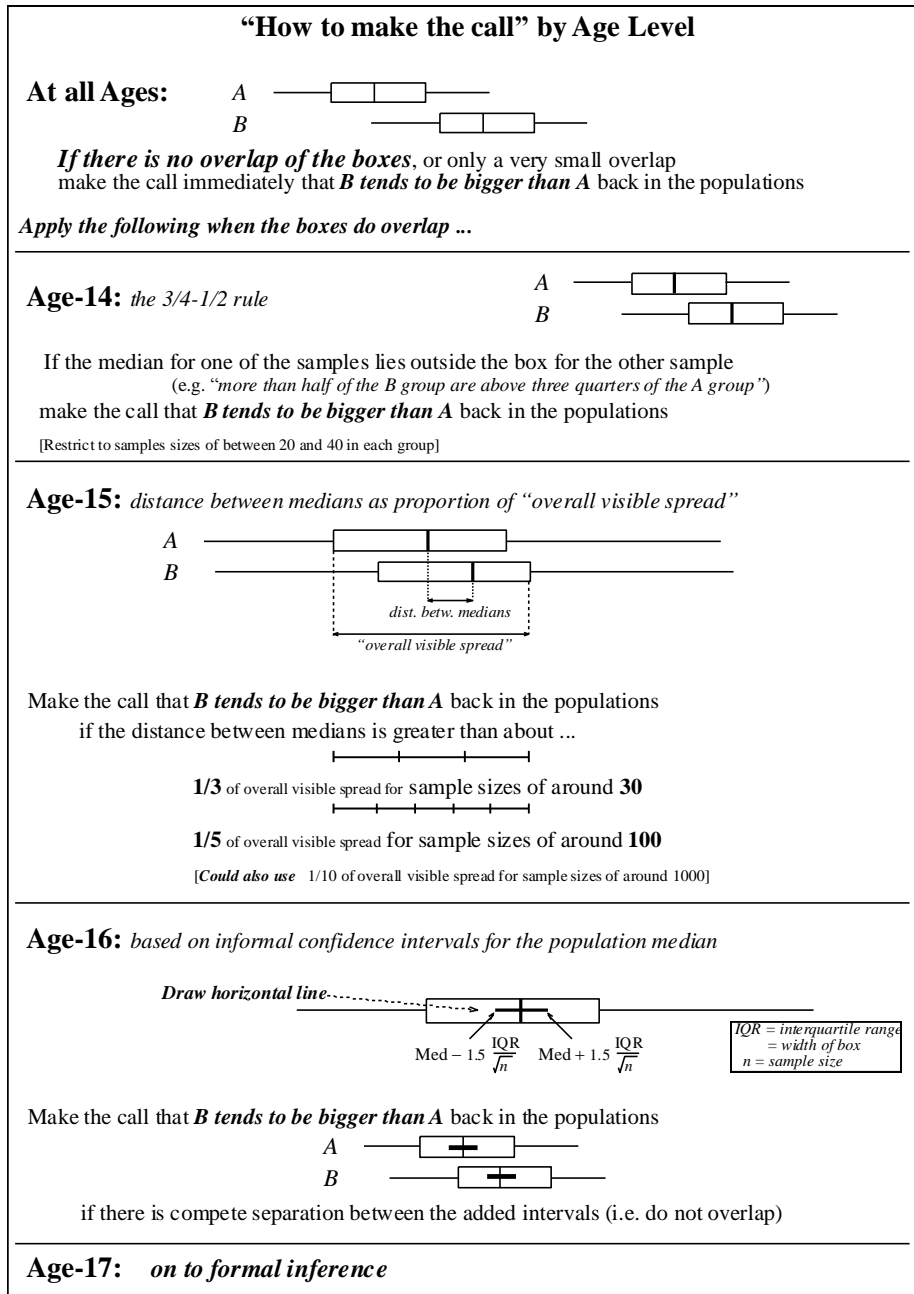 “How to make the call” by Age Level
At all Ages:
A
B
If there is no overlap of the boxes, or only a very small overlap
make the call immediately that B tends to be bigger than A back in the populations
Apply the following when the boxes do overlap ...
Age-14: the 3/4-1/2 rule
A
B
If the median for one of the samples lies outside the box for the other sample
(e.g. “more than half of the B group are above three quarters of the A group”)
make the call that B tends to be bigger than A back in the populations
[Restrict to samples sizes of between 20 and 40 in each group]
Age-15: distance between medians as proportion of “overall visible spread”
A
B
dist. betw. medians
“overall visible spread”
Make the call that B tends to be bigger than A back in the populations
if the distance between medians is greater than about ...
1/3 of overall visible spread for sample sizes of around 30
1/5 of overall visible spread for sample sizes of around 100
[Could also use 1/10 of overall visible spread for sample sizes of around 1000]
Age-16: based on informal confidence intervals for the population median
Draw horizontal line
Med − 1.5 IQR/√n Med + 1.5 IQR/√n
IQR = interquartile range
= width of box
n = sample size
Make the call that B tends to be bigger than A back in the populations
A
B
if there is compete separation between the added intervals (i.e. do not overlap)
Age-17: on to formal inference